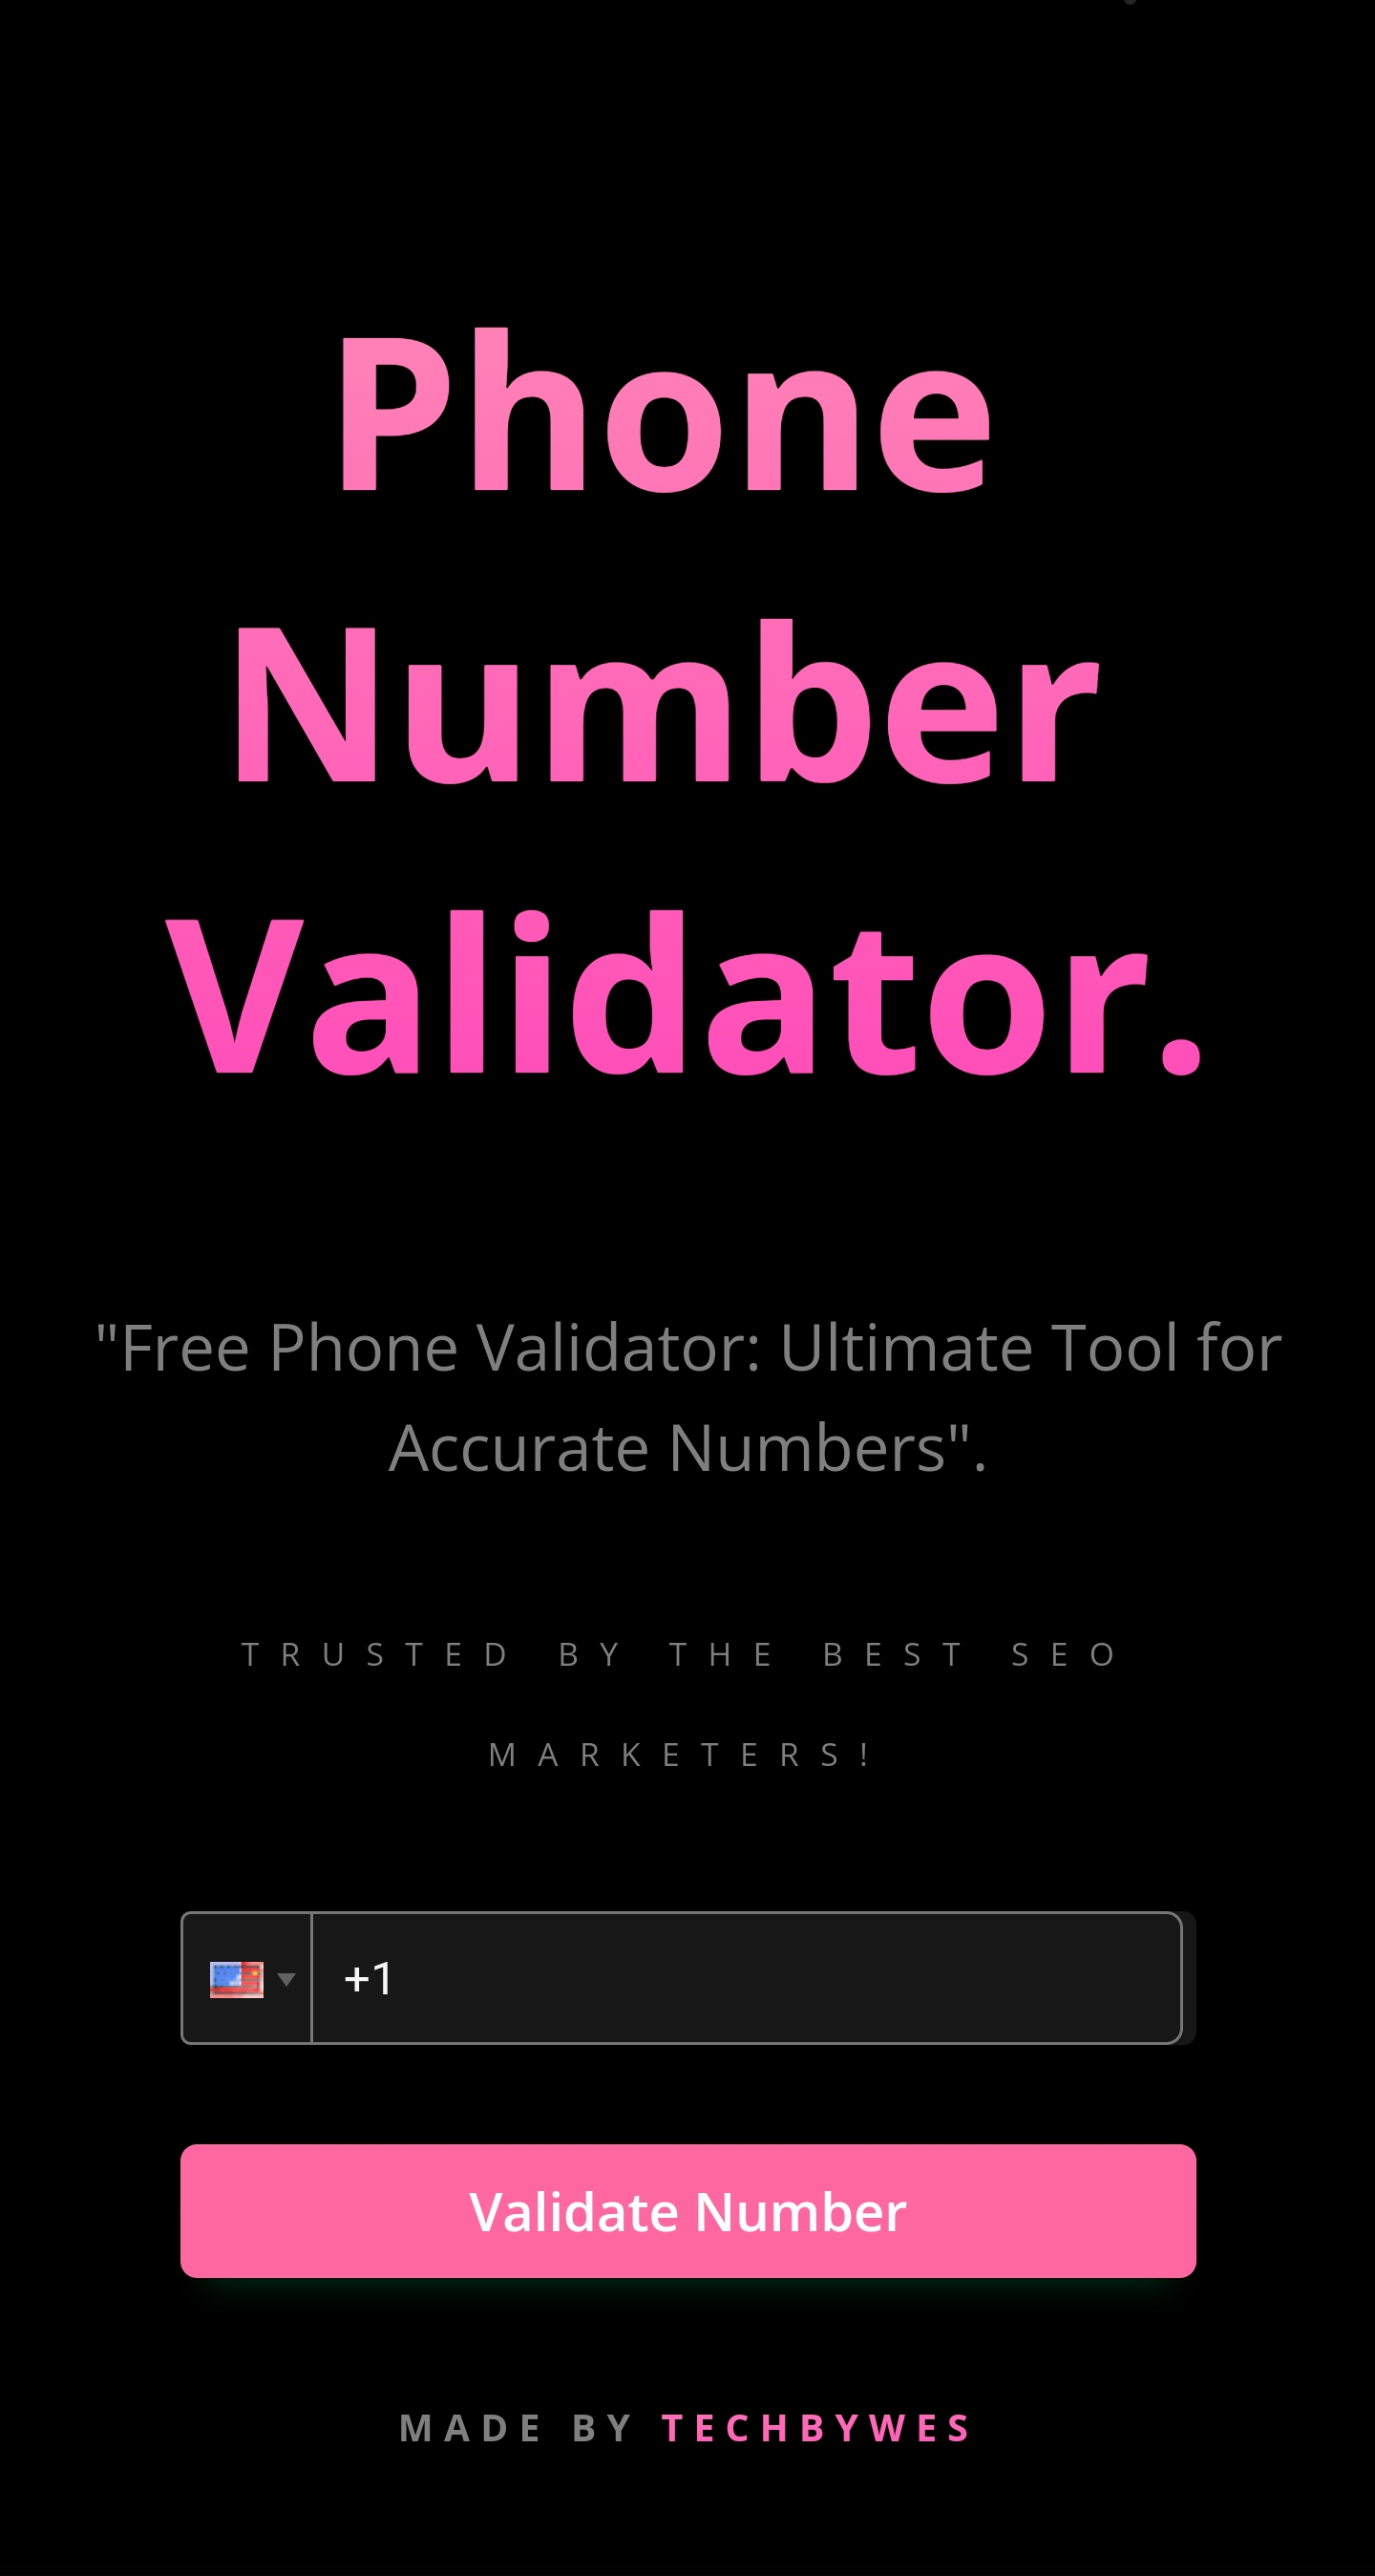 Phone
Number
Validator.
"Free Phone Validator: Ultimate Tool for
Accurate Numbers".
TRUSTED BY THE BEST SEO
MARKETERS!
+1
Validate Number
MADE BY TECHBYWES